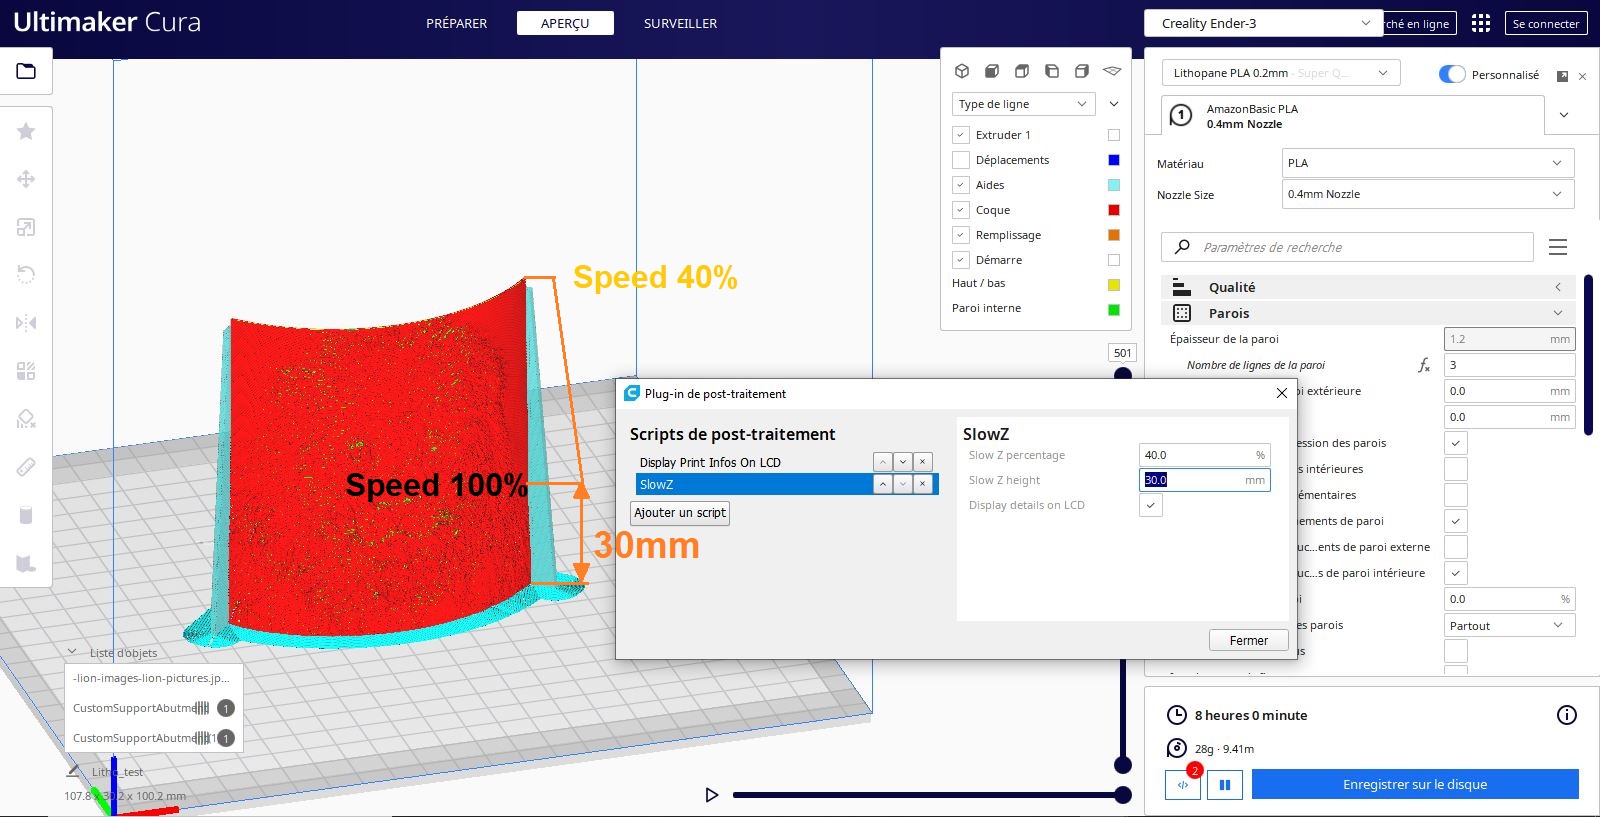 Ultimaker Cura
PRÉPARER
APERÇU
SURVEILLER
Creality Ender-3
rché en ligne
Se connecter
Lithopane PLA 0.2mm - Super Q...
Personnalisé
1
AmazonBasic PLA
0.4mm Nozzle
Matériau
PLA
Nozzle Size
0.4mm Nozzle
Paramètres de recherche
Type de ligne
Extruder 1
Déplacements
Aides
Coque
Remplissage
Démarre
Haut / bas
Paroi interne
501
Qualité
Parois
Épaisseur de la paroi
1.2 mm
Nombre de lignes de la paroi
3
oi extérieure
0.0 mm
0.0 mm
ession des parois
s intérieures
émentaires
ements de paroi
uc...ents de paroi externe
uc...s de paroi intérieure
oi
0.0 %
es parois
Partout
Speed 40%
Speed 100%
30mm
Plug-in de post-traitement
Scripts de post-traitement
Display Print Infos On LCD
SlowZ
Ajouter un script
SlowZ
Slow Z percentage
40.0 %
Slow Z height
30.0 mm
Display details on LCD
Fermer
Liste d'objets
-lion-images-lion-pictures.jp...
CustomSupportAbutment
1
CustomSupportAbutment(1
1
Litho_test
107.8 x 30.2 x 100.2 mm
8 heures 0 minute
28g · 9.41m
2
Enregistrer sur le disque